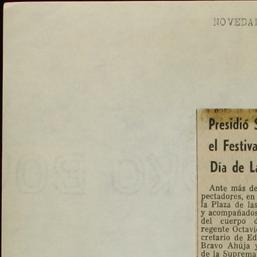 NOVEDA
Presidió S
el Festiva
Día de La
Ante más de
pectadores, en
la Plaza de las
y acompañados
del cuerpo d
regente Octavio
cretario de Ed
Bravo Ahuja y
de la Suprema